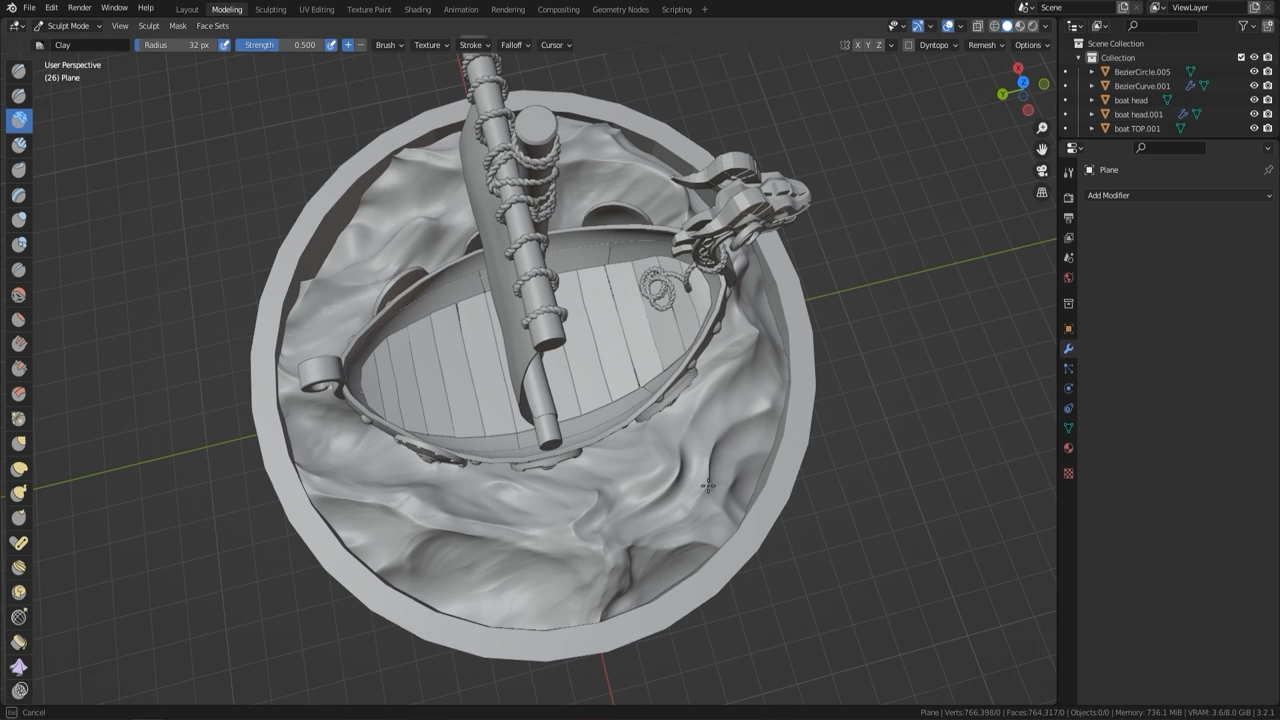 File Edit Render Window Help Layout Modeling Sculpting UV Editing Texture Paint Shading Animation Rendering Compositing Geometry Nodes Scripting + Scene ViewLayer
Sculpt Mode View Sculpt Mask Face Sets
Clay Radius 32 px Strength 0.500 Brush Texture Stroke Falloff Cursor X Y Z Dyntopo Remesh Options
User Perspective
(26) Plane
X
Y
Z
Scene Collection
Collection
BezierCircle.005
BezierCurve.001
boat head
boat head.001
boat TOP.001
Plane
Add Modifier
Cancel Plane | Verts:766,398/0 | Faces:764,317/0 | Objects:0/0 | Memory: 736.1 MiB | VRAM: 3.6/8.0 GiB | 3.2.1